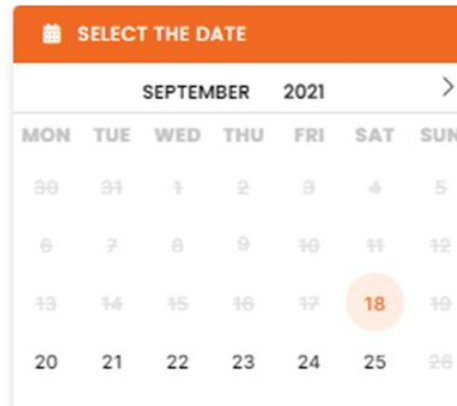 SELECT THE DATE
SEPTEMBER 2021
MON TUE WED THU FRI SAT SUN
30 31 1 2 3 4 5
6 7 8 9 10 11 12
13 14 15 16 17 18 19
20 21 22 23 24 25 26